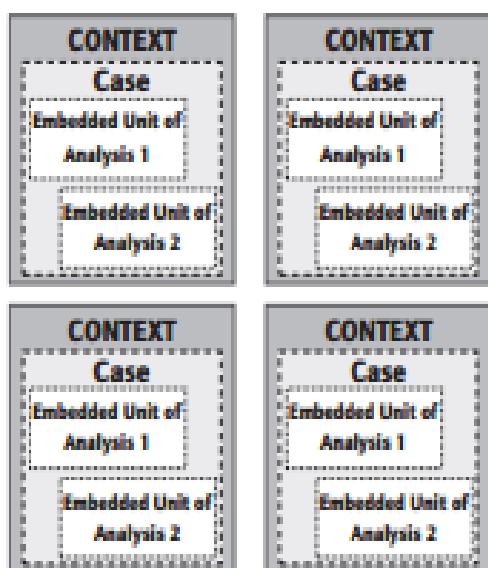 CONTEXT
Case
Embedded Unit of
Analysis 1
Embedded Unit of
Analysis 2
CONTEXT
Case
Embedded Unit of
Analysis 1
Embedded Unit of
Analysis 2
CONTEXT
Case
Embedded Unit of
Analysis 1
Embedded Unit of
Analysis 2
CONTEXT
Case
Embedded Unit of
Analysis 1
Embedded Unit of
Analysis 2